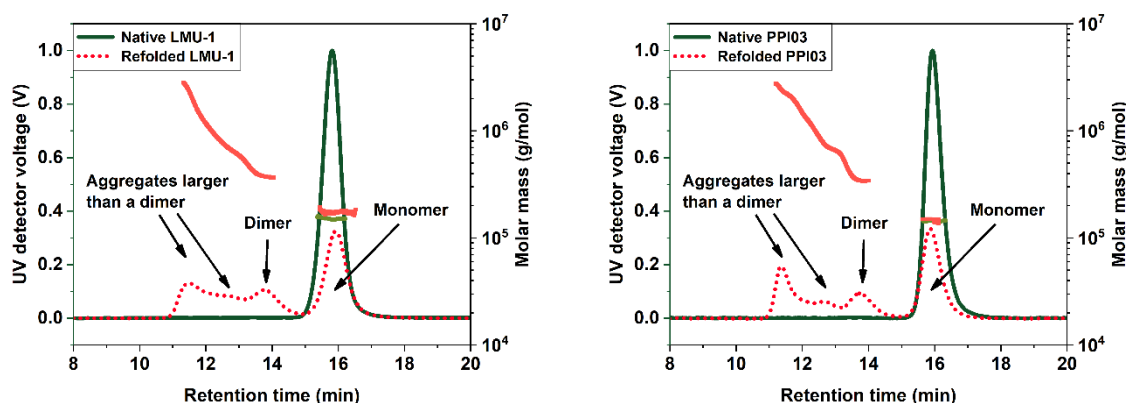 Native LMU-1
Refolded LMU-1
Aggregates larger
than a dimer
Dimer
Monomer
UV detector voltage (V)
1.0
0.8
0.6
0.4
0.2
0.0
8 10 12 14 16 18 20
Retention time (min)
10^7
10^6
10^5
10^4
Molar mass (g/mol)
Native PPI03
Refolded PPI03
Aggregates larger
than a dimer
Dimer
Monomer
UV detector voltage (V)
1.0
0.8
0.6
0.4
0.2
0.0
8 10 12 14 16 18 20
Retention time (min)
10^7
10^6
10^5
10^4
Molar mass (g/mol)